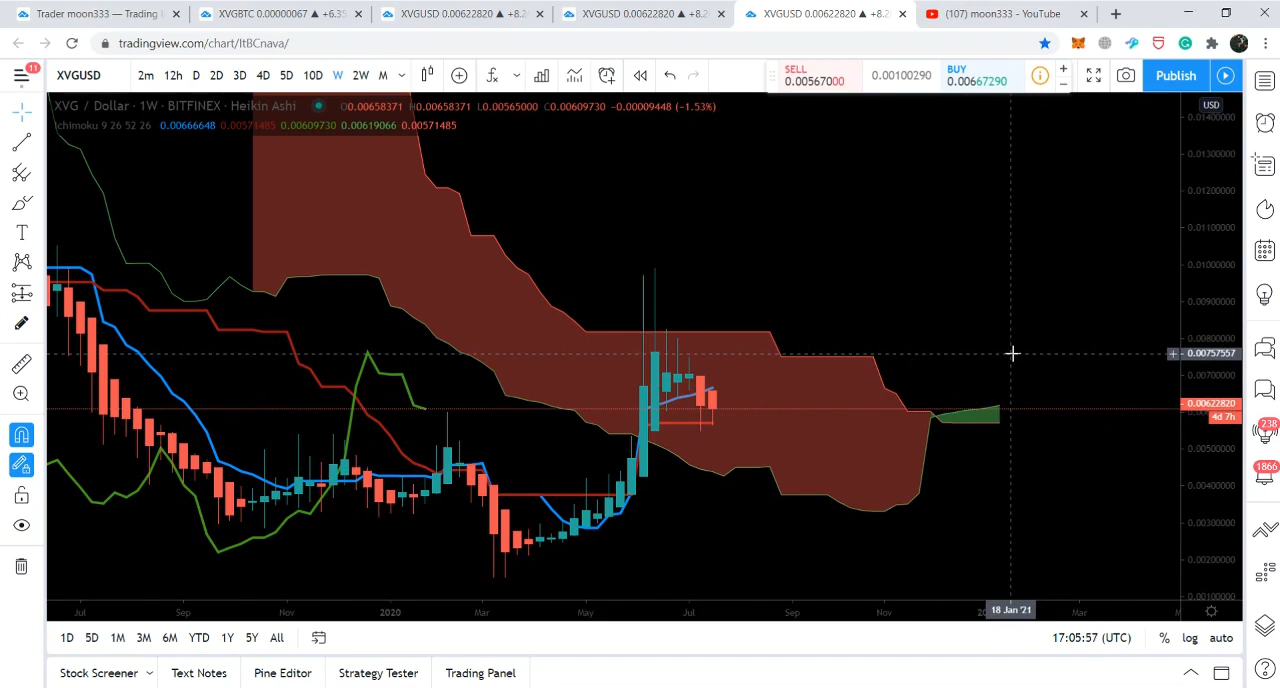 Trader moon333 — Trading
XVGBTC 0.00000067 ▲ +6.35
XVGUSD 0.00622820 ▲ +8.2
XVGUSD 0.00622820 ▲ +8.2
XVGUSD 0.00622820 ▲ +8.2
(107) moon333 - YouTube
tradingview.com/chart/ItBCnava/
11
XVGUSD
2m 12h D 2D 3D 4D 5D 10D W 2W M
SELL
0.00567000
0.00100290
BUY
0.00667290
Publish
XVG / Dollar · 1W · BITFINEX · Heikin Ashi
O0.00658371 H0.00658371 L0.00565000 C0.00609730 −0.00009448 (−1.53%)
Ichimoku 9 26 52 26 0.00666648 0.00571485 0.00609730 0.00619066 0.00571485
USD
0.01400000
0.01300000
0.01200000
0.01100000
0.01000000
0.00900000
0.00800000
0.00757557
0.00700000
0.00622820
4d 7h
0.00500000
0.00400000
0.00300000
0.00200000
0.00100000
238
1866
Jul Sep Nov 2020 Mar May Jul Sep Nov 18 Jan '21 Mar
1D 5D 1M 3M 6M YTD 1Y 5Y All
17:05:57 (UTC) % log auto
Stock Screener Text Notes Pine Editor Strategy Tester Trading Panel